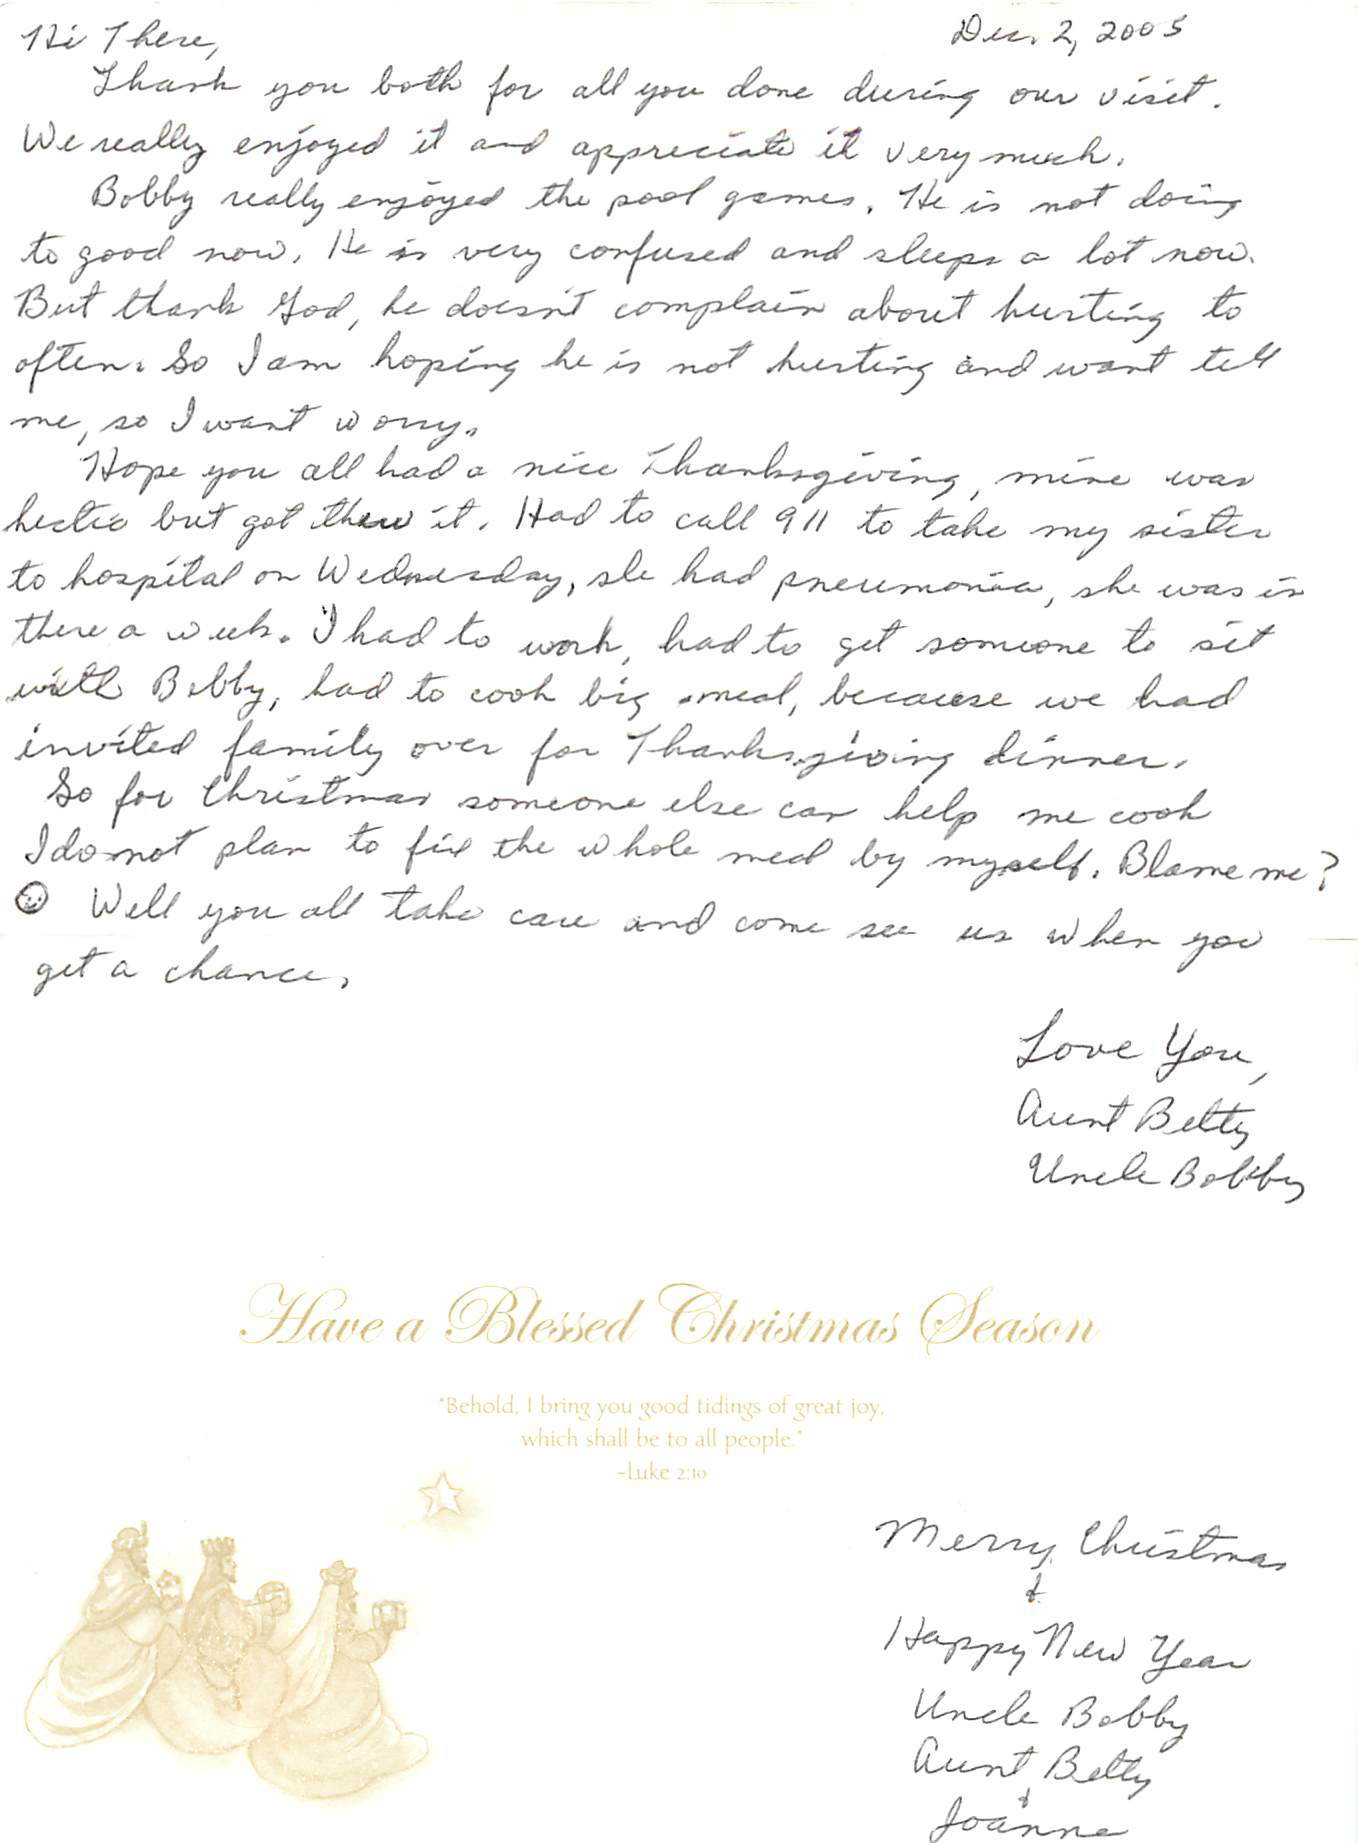 Dec. 2, 2005
Hi There,
Thank you both for all you done during our visit.
We really enjoyed it and appreciate it very much.
Bobby really enjoyed the pool games. He is not doing
to good now. He is very confused and sleeps a lot now.
But thank God, he doesn't complain about hurting to
often. So I am hoping he is not hurting and want tell
me, so I want worry.
Hope you all had a nice Thanksgiving, mine was
hectic but got threw it. Had to call 911 to take my sister
to hospital on Wednesday, she had pneumonia, she was in
there a week. I had to work, had to get someone to sit
with Bobby, had to cook big meal, because we had
invited family over for Thanksgiving dinner.
So for Christmas someone else can help me cook
I do not plan to fix the whole meal by myself. Blame me?
Well you all take care and come see us when you
get a chance.
Love You,
Aunt Betty
Uncle Bobby
Have a Blessed Christmas Season
"Behold, I bring you good tidings of great joy,
which shall be to all people."
-Luke 2:10
Merry Christmas
&
Happy New Year
Uncle Bobby
Aunt Betty
&
Joanne